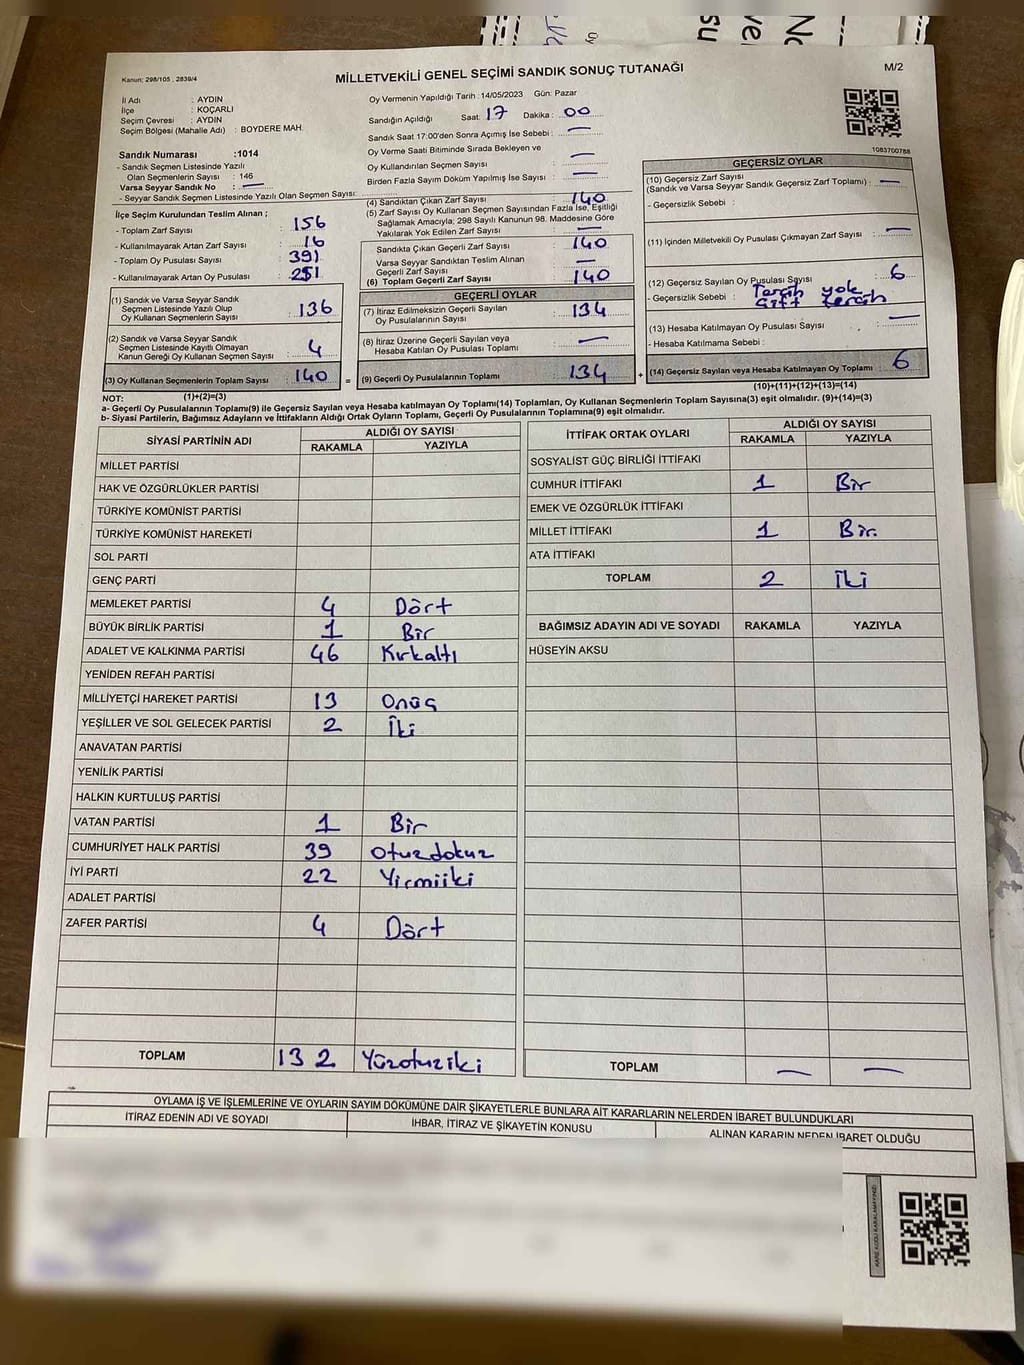 Kanun; 298/105 , 2839/4
MİLLETVEKİLİ GENEL SEÇİMİ SANDIK SONUÇ TUTANAĞI
M/2
İl Adı : AYDIN
İlçe : KOÇARLI
Seçim Çevresi : AYDIN
Seçim Bölgesi (Mahalle Adı) : BOYDERE MAH.
Oy Vermenin Yapıldığı Tarih : 14/05/2023 Gün: Pazar
Sandığın Açıldığı Saat: 17 Dakika : 00
Sandık Saat 17:00'den Sonra Açımış İse Sebebi : —
Oy Verme Saati Bitiminde Sırada Bekleyen ve
Oy Kullandırılan Seçmen Sayısı : —
Birden Fazla Sayım Döküm Yapılmış İse Sayısı : —
1083700788
Sandık Numarası :1014
- Sandık Seçmen Listesinde Yazılı
Olan Seçmenlerin Sayısı : 146
Varsa Seyyar Sandık No : —
- Seyyar Seçmen Listesinde Yazılı Olan Seçmen Sayısı:
İlçe Seçim Kurulundan Teslim Alınan ;
- Toplam Zarf Sayısı : 156
- Kullanılmayarak Artan Zarf Sayısı : 16
- Toplam Oy Pusulası Sayısı : 391
- Kullanılmayarak Artan Oy Pusulası : 251
(1) Sandık ve Varsa Seyyar Sandık
Seçmen Listesinde Yazılı Olup
Oy Kullanan Seçmenlerin Sayısı : 136
(2) Sandık ve Varsa Seyyar Sandık
Seçmen Listesinde Kayıtlı Olmayan
Kanun Gereği Oy Kullanan Seçmen Sayısı : 4
(3) Oy Kullanan Seçmenlerin Toplam Sayısı : 140 =
(4) Sandıktan Çıkan Zarf Sayısı : 140
(5) Zarf Sayısı Oy Kullanan Seçmen Sayısından Fazla İse, Eşitliği
Sağlamak Amacıyla; 298 Sayılı Kanunun 98. Maddesine Göre
Yakılarak Yok Edilen Zarf Sayısı : —
Sandıkta Çıkan Geçerli Zarf Sayısı : 140
Varsa Seyyar Sandıktan Teslim Alınan
Geçerli Zarf Sayısı : —
(6) Toplam Geçerli Zarf Sayısı : 140
GEÇERLİ OYLAR
(7) İtiraz Edilmeksizin Geçerli Sayılan
Oy Pusulalarının Sayısı : 134
(8) İtiraz Üzerine Geçerli Sayılan veya
Hesaba Katılan Oy Pusulası Toplamı : —
(9) Geçerli Oy Pusulalarının Toplamı : 134 +
GEÇERSİZ OYLAR
(10) Geçersiz Zarf Sayısı
(Sandık ve Varsa Seyyar Sandık Geçersiz Zarf Toplamı) : —
- Geçersizlik Sebebi :
(11) İçinden Milletvekili Oy Pusulası Çıkmayan Zarf Sayısı : —
(12) Geçersiz Sayılan Oy Pusulası Sayısı : 6
- Geçersizlik Sebebi : Tercih yok
Çift tercih
(13) Hesaba Katılmayan Oy Pusulası Sayısı : —
- Hesaba Katılmama Sebebi :
(14) Geçersiz Sayılan veya Hesaba Katılmayan Oy Toplamı : 6
NOT: (1)+(2)=(3)
(10)+(11)+(12)+(13)=(14)
a- Geçerli Oy Pusulalarının Toplamı(9) ile Geçersiz Sayılan veya Hesaba katılmayan Oy Toplamı(14) Toplamları, Oy Kullanan Seçmenlerin Toplam Sayısına(3) eşit olmalıdır. (9)+(14)=(3)
b- Siyasi Partilerin, Bağımsız Adayların ve İttifakların Aldığı Ortak Oyların Toplamı, Geçerli Oy Pusulalarının Toplamına(9) eşit olmalıdır.
SİYASİ PARTİNİN ADI ALDIĞI OY SAYISI
RAKAMLA YAZIYLA
MİLLET PARTİSİ
HAK VE ÖZGÜRLÜKLER PARTİSİ
TÜRKİYE KOMÜNİST PARTİSİ
TÜRKİYE KOMÜNİST HAREKETİ
SOL PARTİ
GENÇ PARTİ
MEMLEKET PARTİSİ 4 Dört
BÜYÜK BİRLİK PARTİSİ 1 Bir
ADALET VE KALKINMA PARTİSİ 46 Kırkaltı
YENİDEN REFAH PARTİSİ
MİLLİYETÇİ HAREKET PARTİSİ 13 Onüç
YEŞİLLER VE SOL GELECEK PARTİSİ 2 İki
ANAVATAN PARTİSİ
YENİLİK PARTİSİ
HALKIN KURTULUŞ PARTİSİ
VATAN PARTİSİ 1 Bir
CUMHURİYET HALK PARTİSİ 39 Otuzdokuz
İYİ PARTİ 22 Yirmiiki
ADALET PARTİSİ
ZAFER PARTİSİ 4 Dört
TOPLAM 132 Yüzotuziki
İTTİFAK ORTAK OYLARI ALDIĞI OY SAYISI
RAKAMLA YAZIYLA
SOSYALİST GÜÇ BİRLİĞİ İTTİFAKI
CUMHUR İTTİFAKI 1 Bir
EMEK VE ÖZGÜRLÜK İTTİFAKI
MİLLET İTTİFAKI 1 Bir.
ATA İTTİFAKI
TOPLAM 2 İki
BAĞIMSIZ ADAYIN ADI VE SOYADI RAKAMLA YAZIYLA
HÜSEYİN AKSU
TOPLAM — —
OYLAMA İŞ VE İŞLEMLERİNE VE OYLARIN SAYIM DÖKÜMÜNE DAİR ŞİKAYETLERLE BUNLARA AİT KARARLARIN NELERDEN İBARET BULUNDUKLARI
İTİRAZ EDENİN ADI VE SOYADI İHBAR, İTİRAZ VE ŞİKAYETİN KONUSU ALINAN KARARIN NEDEN İBARET OLDUĞU